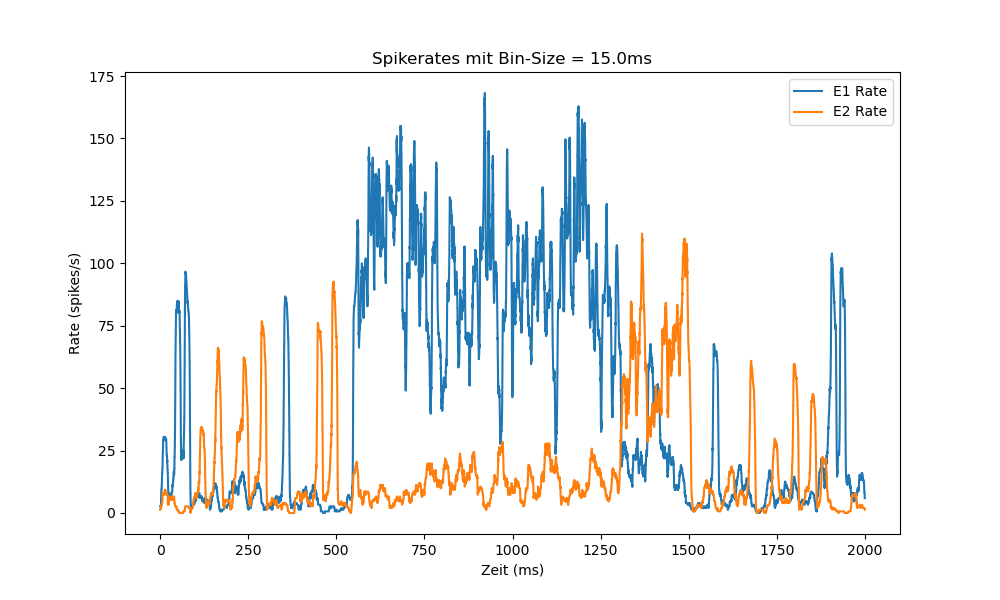 Spikerates mit Bin-Size = 15.0ms
E1 Rate
E2 Rate
Rate (spikes/s)
175
150
125
100
75
50
25
0
0 250 500 750 1000 1250 1500 1750 2000
Zeit (ms)